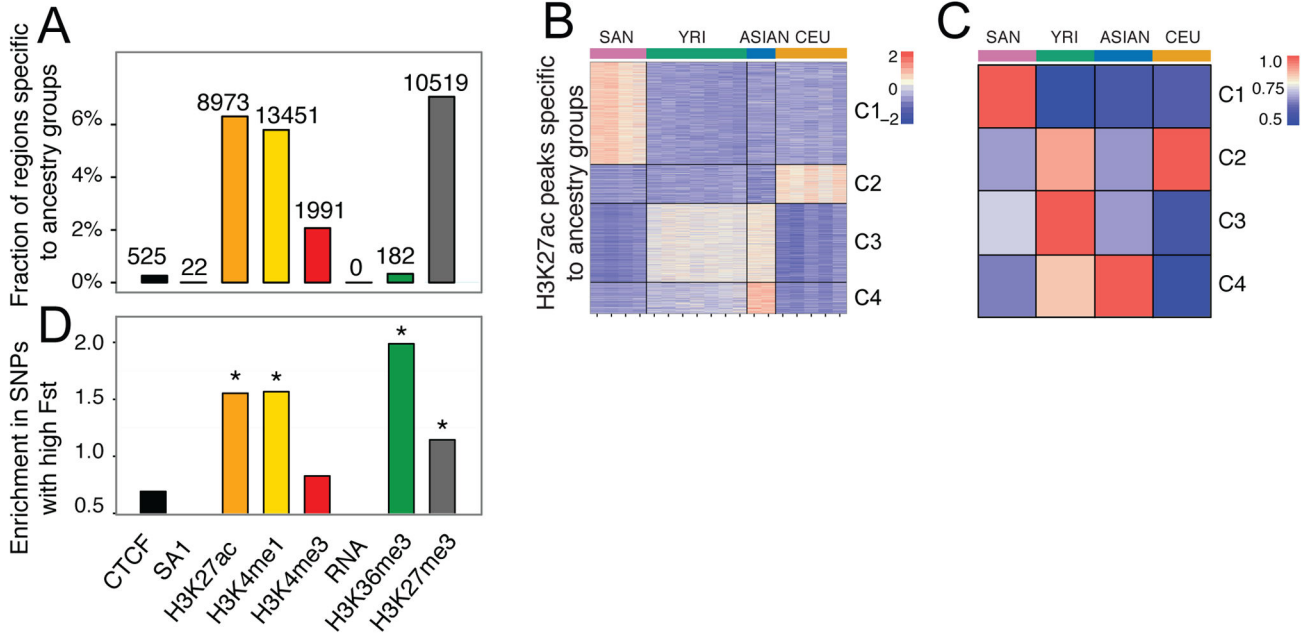 A
Fraction of regions specific
to ancestry groups
6%
4%
2%
0%
525
22
8973
13451
1991
0
182
10519
B
SAN YRI ASIAN CEU
H3K27ac peaks specific
to ancestry groups
C1
C2
C3
C4
2
0
−2
C
SAN YRI ASIAN CEU
C1
C2
C3
C4
1.0
0.75
0.5
D
Enrichment in SNPs
with high Fst
2.0
1.5
1.0
0.5
*
*
*
*
CTCF
SA1
H3K27ac
H3K4me1
H3K4me3
RNA
H3K36me3
H3K27me3